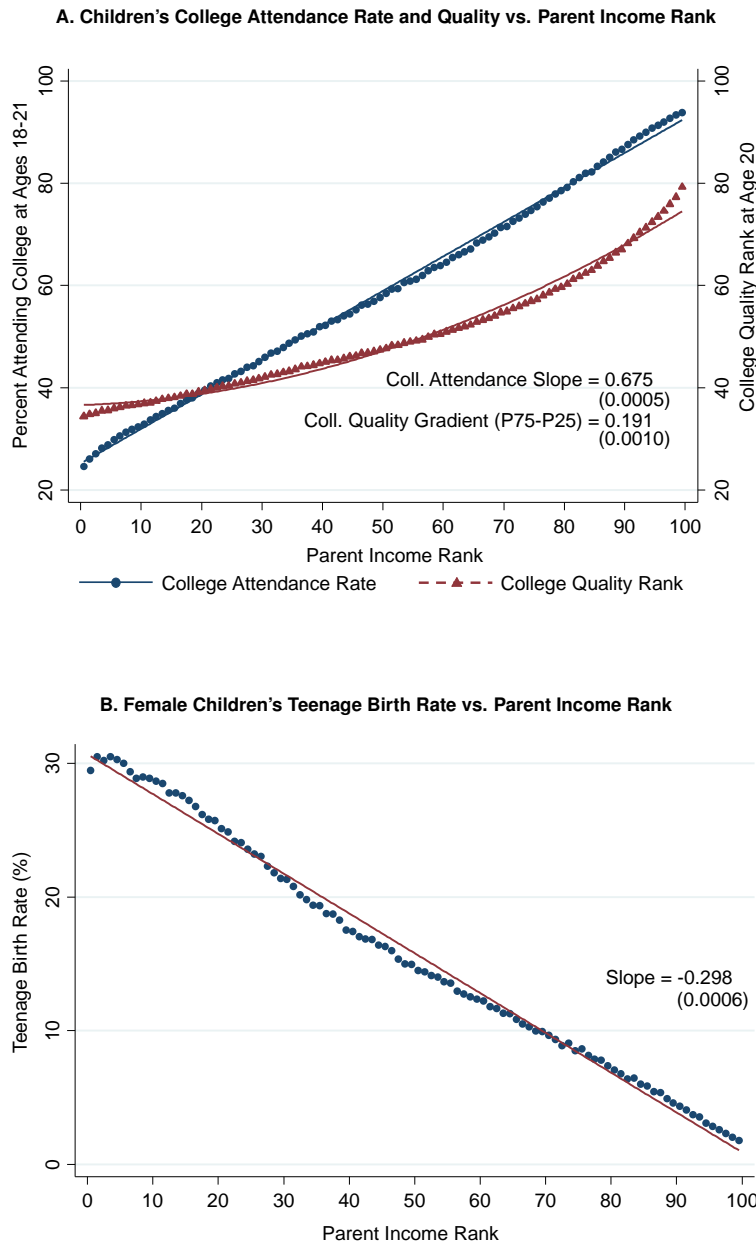 A. Children's College Attendance Rate and Quality vs. Parent Income Rank
Percent Attending College at Ages 18-21
100
80
60
40
20
College Quality Rank at Age 20
100
80
60
40
20
Coll. Attendance Slope = 0.675
(0.0005)
Coll. Quality Gradient (P75-P25) = 0.191
(0.0010)
0 10 20 30 40 50 60 70 80 90 100
Parent Income Rank
College Attendance Rate College Quality Rank
B. Female Children's Teenage Birth Rate vs. Parent Income Rank
Teenage Birth Rate (%)
30
20
10
0
Slope = -0.298
(0.0006)
0 10 20 30 40 50 60 70 80 90 100
Parent Income Rank